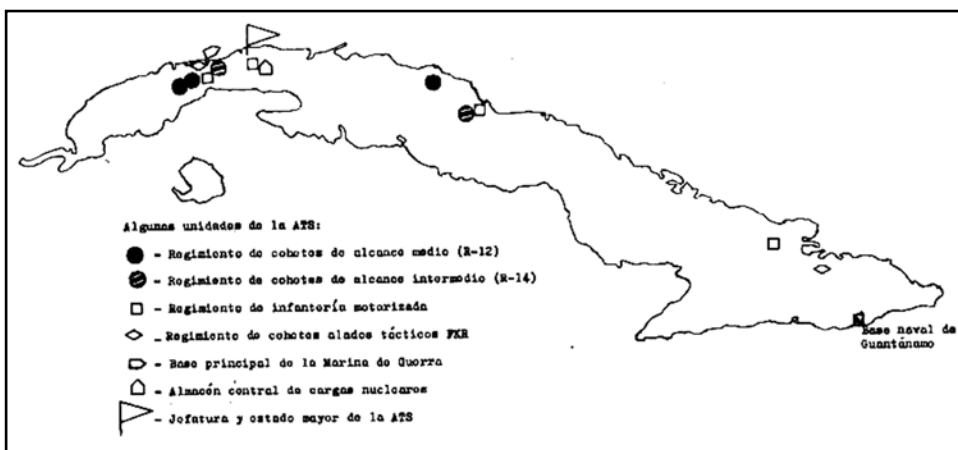 Algunas unidades de la ATS:
- Regimiento de cohetes de alcance medio (R-12)
- Regimiento de cohetes de alcance intermedio (R-14)
- Regimiento de infantería motorizada
- Regimiento de cohetes alados tácticos FKR
- Base principal de la Marina de Guerra
- Almacén central de cargas nucleares
- Jefatura y estado mayor de la ATS
Base naval de
Guantánamo